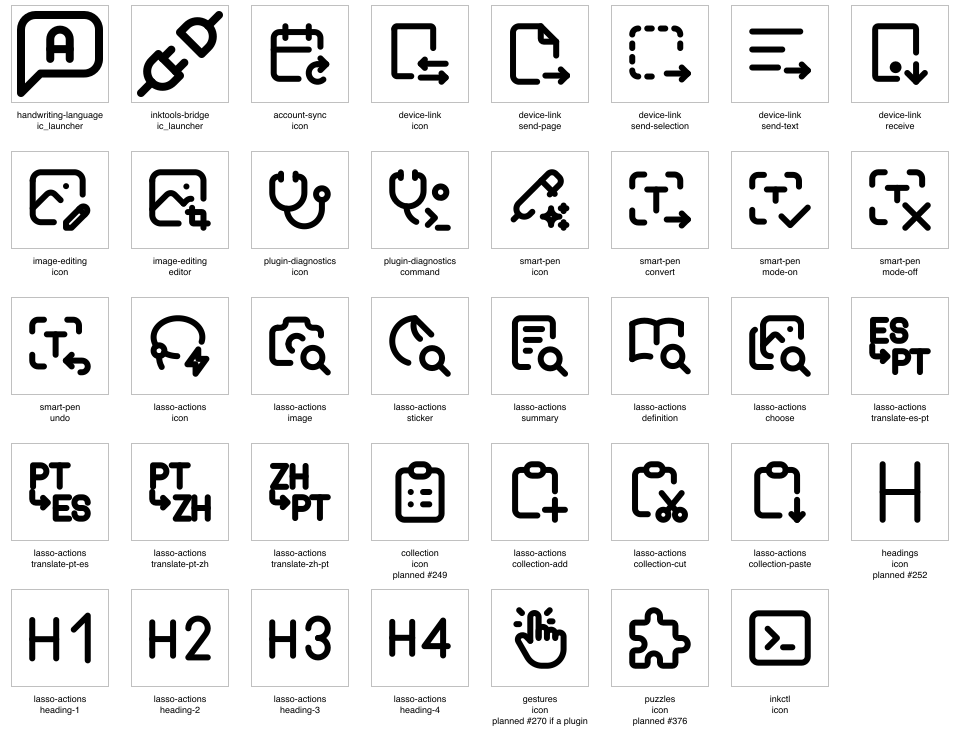 A
handwriting-language
ic_launcher
inktools-bridge
ic_launcher
account-sync
icon
device-link
icon
device-link
send-page
device-link
send-selection
device-link
send-text
device-link
receive
image-editing
icon
image-editing
editor
plugin-diagnostics
icon
plugin-diagnostics
command
smart-pen
icon
T
smart-pen
convert
T
smart-pen
mode-on
T
smart-pen
mode-off
T
smart-pen
undo
lasso-actions
icon
lasso-actions
image
lasso-actions
sticker
lasso-actions
summary
lasso-actions
definition
lasso-actions
choose
ES
PT
lasso-actions
translate-es-pt
PT
ES
lasso-actions
translate-pt-es
PT
ZH
lasso-actions
translate-pt-zh
ZH
PT
lasso-actions
translate-zh-pt
collection
icon
planned #249
lasso-actions
collection-add
lasso-actions
collection-cut
lasso-actions
collection-paste
H
headings
icon
planned #252
H1
lasso-actions
heading-1
H2
lasso-actions
heading-2
H3
lasso-actions
heading-3
H4
lasso-actions
heading-4
gestures
icon
planned #270 if a plugin
puzzles
icon
planned #376
>_
inkctl
icon